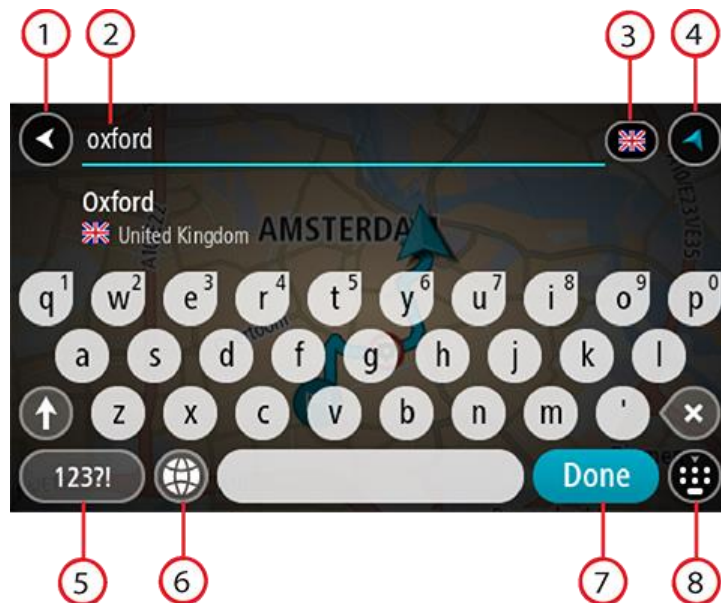 1 2 3 4
oxford
Oxford
United Kingdom
AMSTERDA
q1 w2 e3 r4 t5 y6 u7 i8 o9 p0
a s d f g h j k l
z x c v b n m '
123?! Done
5 6 7 8